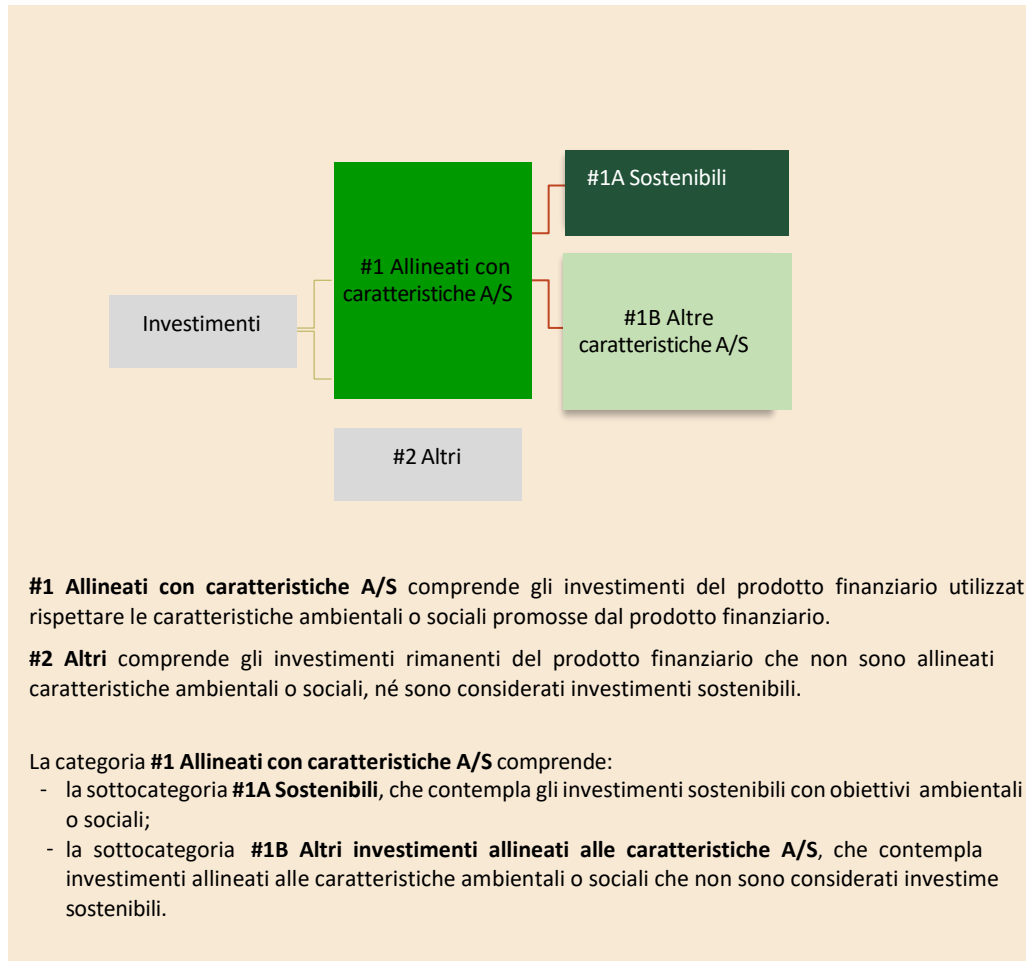 #1A Sostenibili
#1 Allineati con
caratteristiche A/S
Investimenti
#1B Altre
caratteristiche A/S
#2 Altri
#1 Allineati con caratteristiche A/S comprende gli investimenti del prodotto finanziario utilizzat
rispettare le caratteristiche ambientali o sociali promosse dal prodotto finanziario.
#2 Altri comprende gli investimenti rimanenti del prodotto finanziario che non sono allineati
caratteristiche ambientali o sociali, né sono considerati investimenti sostenibili.
La categoria #1 Allineati con caratteristiche A/S comprende:
- la sottocategoria #1A Sostenibili, che contempla gli investimenti sostenibili con obiettivi ambientali
o sociali;
- la sottocategoria #1B Altri investimenti allineati alle caratteristiche A/S, che contempla
investimenti allineati alle caratteristiche ambientali o sociali che non sono considerati investime
sostenibili.